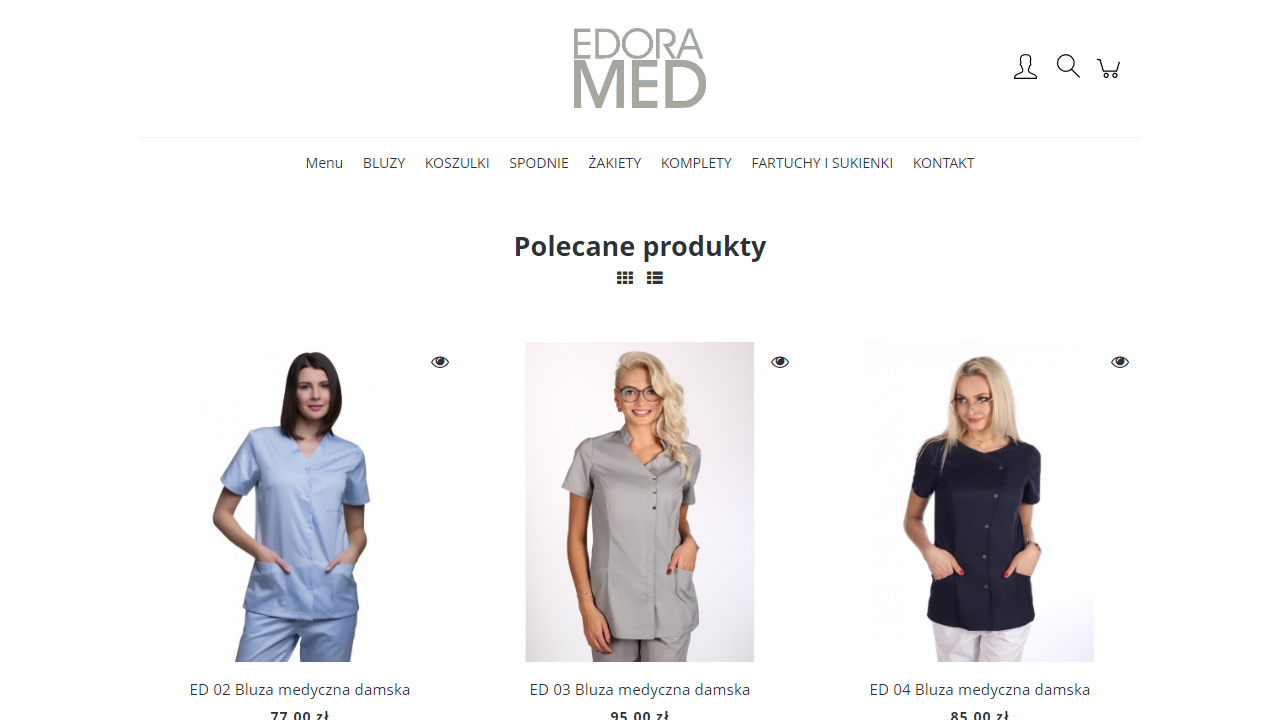 EDORA
MED
Menu BLUZY KOSZULKI SPODNIE ŻAKIETY KOMPLETY FARTUCHY I SUKIENKI KONTAKT
Polecane produkty
ED 02 Bluza medyczna damska
77,00 zł
ED 03 Bluza medyczna damska
95,00 zł
ED 04 Bluza medyczna damska
85,00 zł